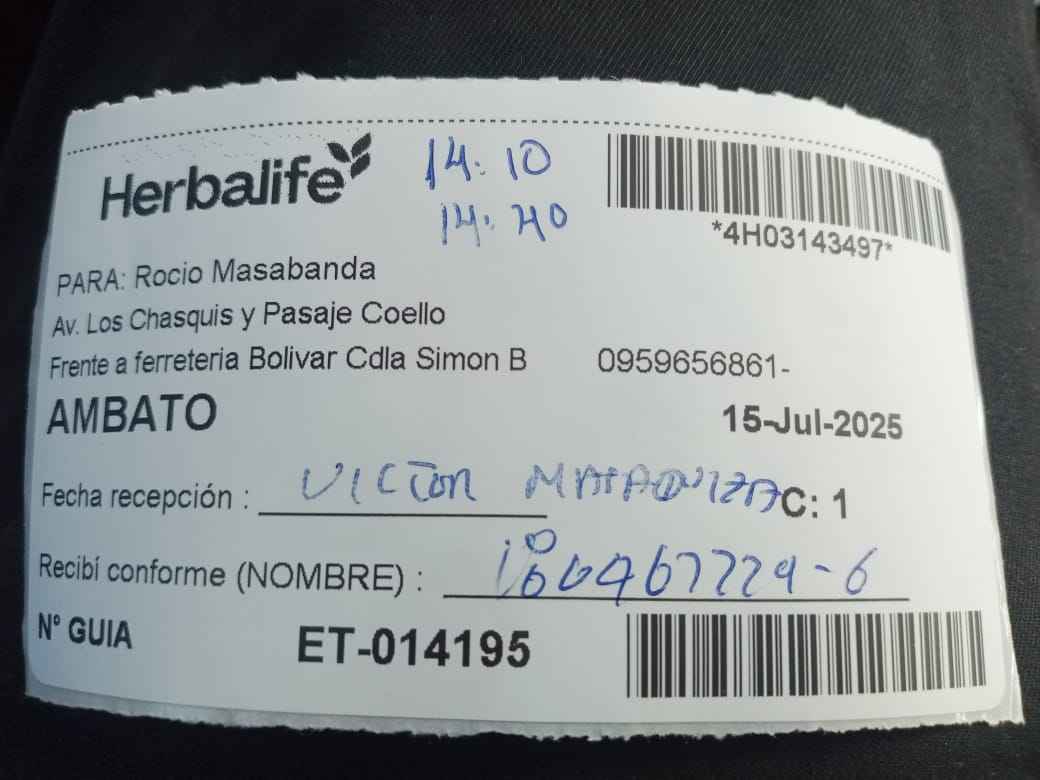 Herbalife
14:10
14:40
*4H03143497*
PARA: Rocio Masabanda
Av. Los Chasquis y Pasaje Coello
Frente a ferreteria Bolivar Cdla Simon B 0959656861-
AMBATO
15-Jul-2025
Fecha recepción : VICTOR
C: 1
Recibí conforme (NOMBRE) :
N° GUIA ET-014195